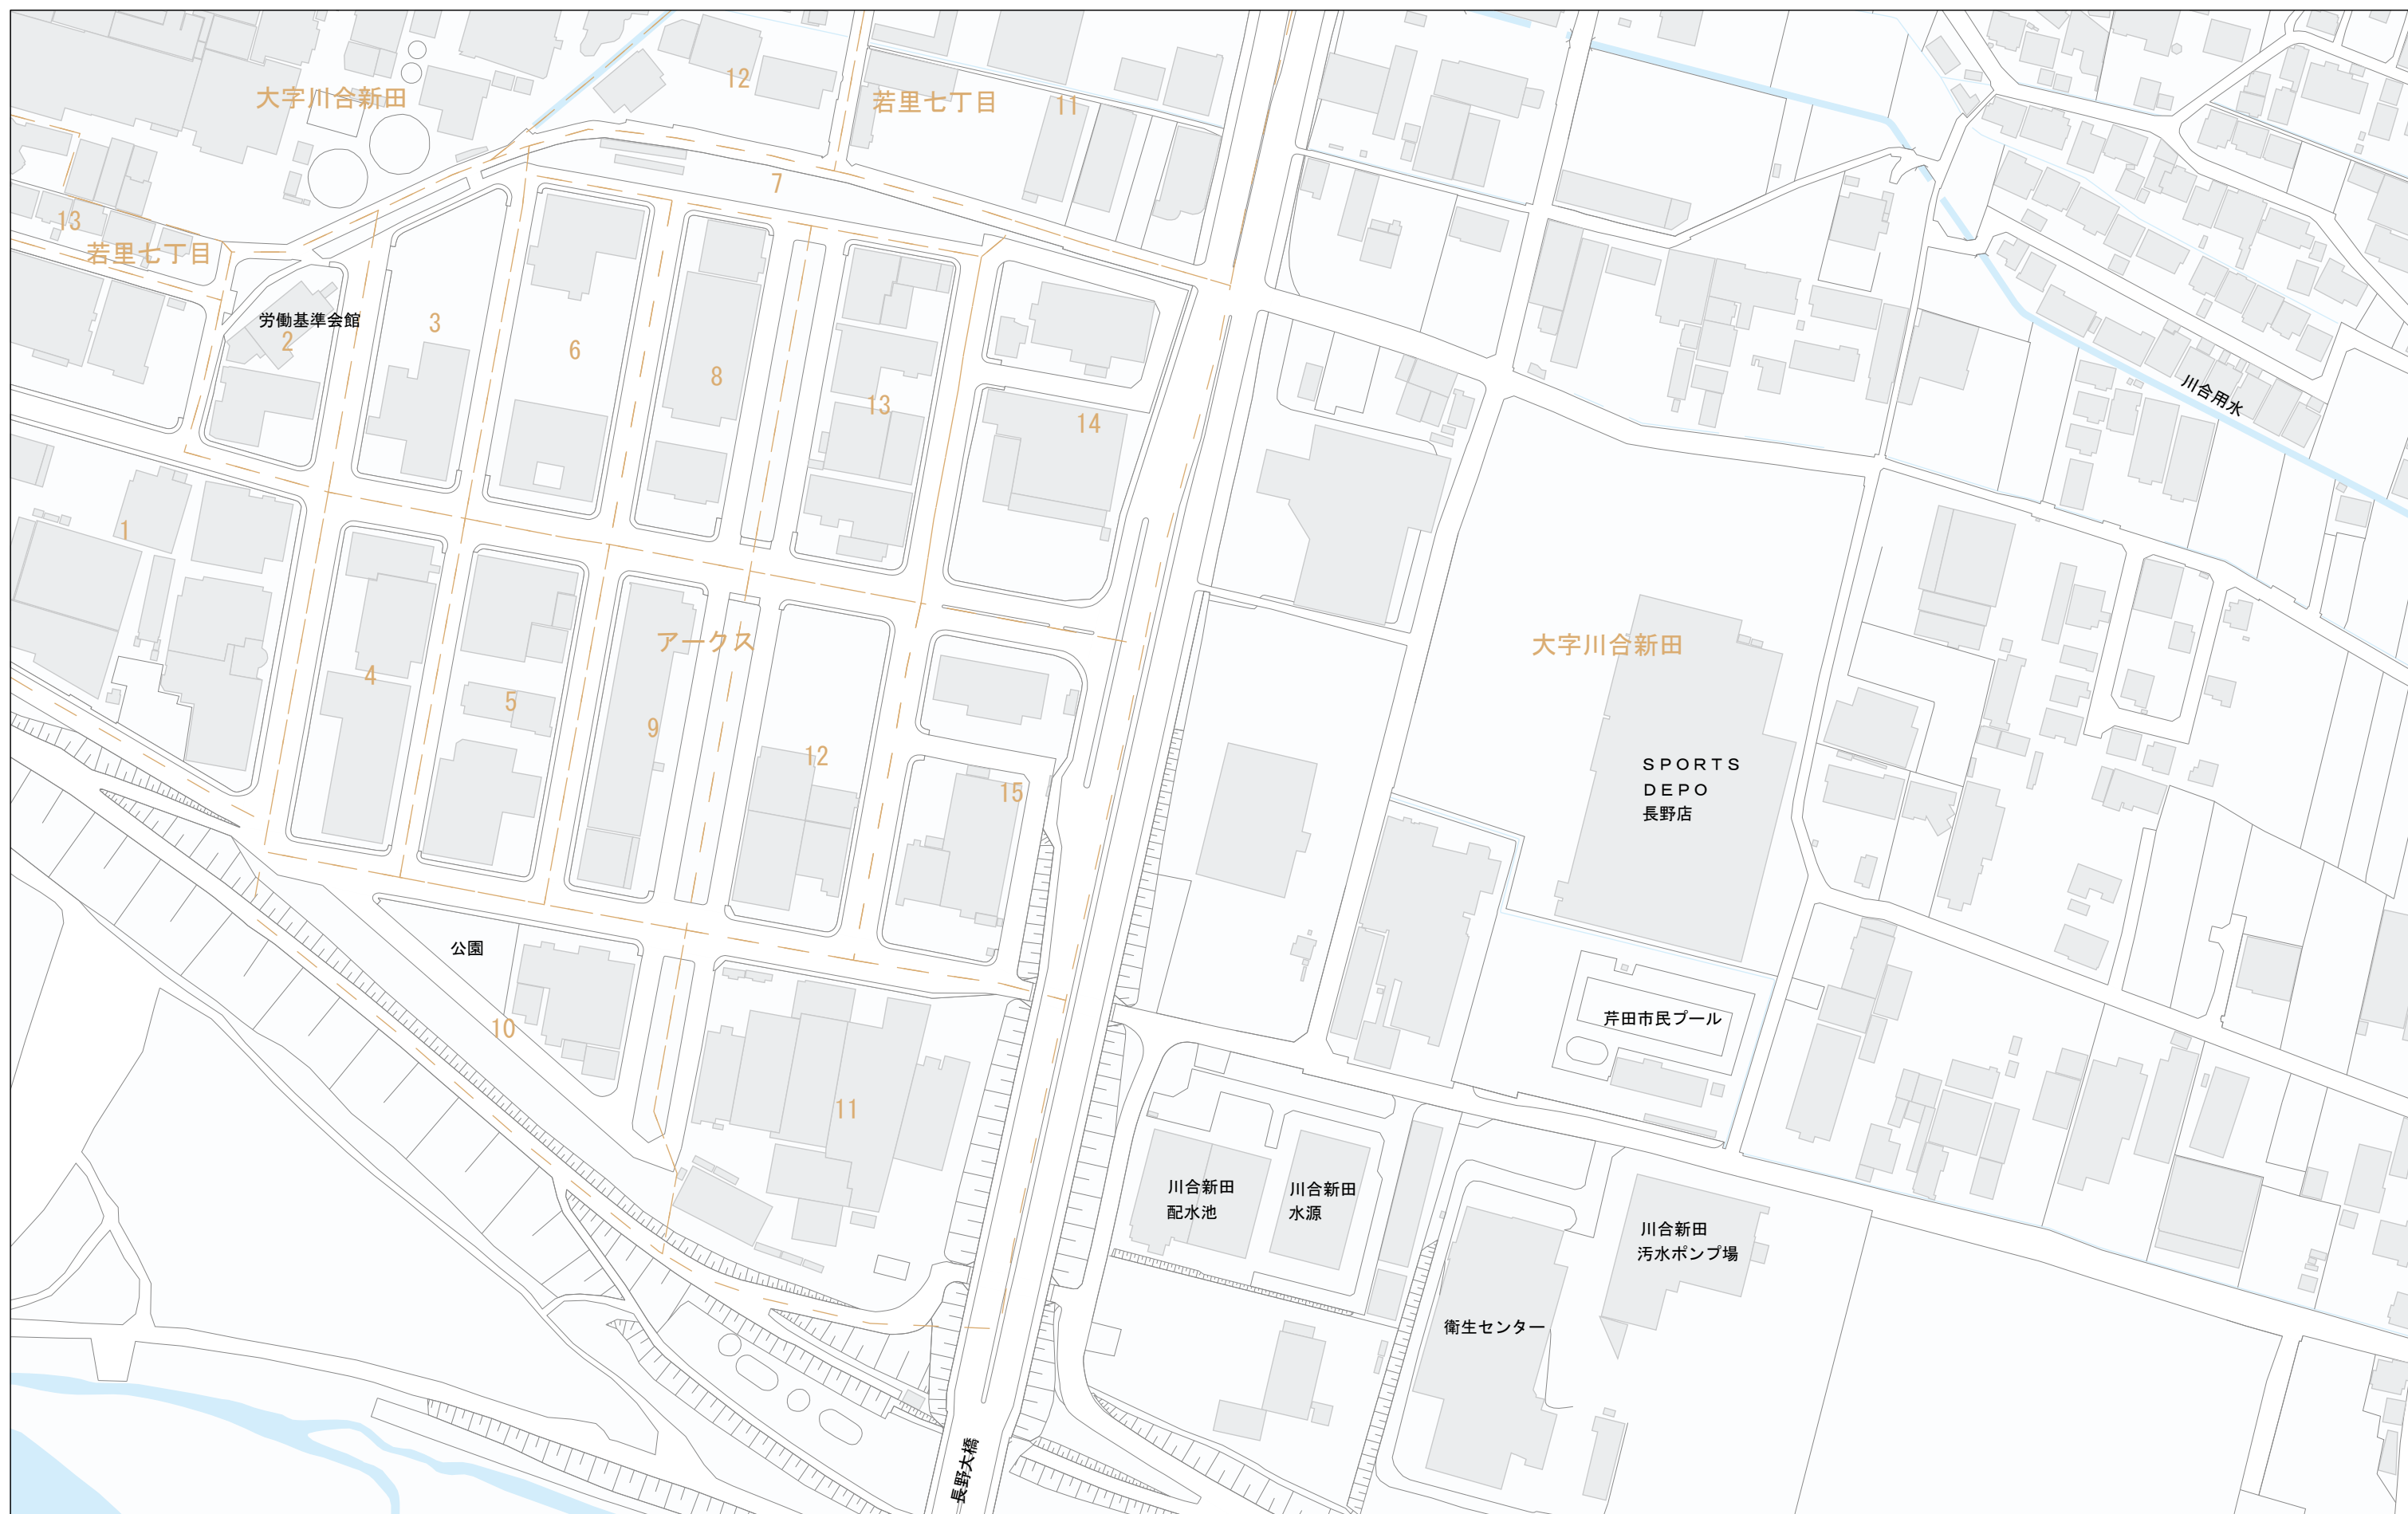 12
大字川合新田
若里七丁目
11
7
13
若里七丁目
労働基準会館
2
3
6
8
13
14
川合用水
1
アークス
大字川合新田
4
5
9
12
15
SPORTS
DEPO
長野店
公園
10
芹田市民プール
11
川合新田
配水池
川合新田
水源
川合新田
汚水ポンプ場
衛生センター
長野大橋